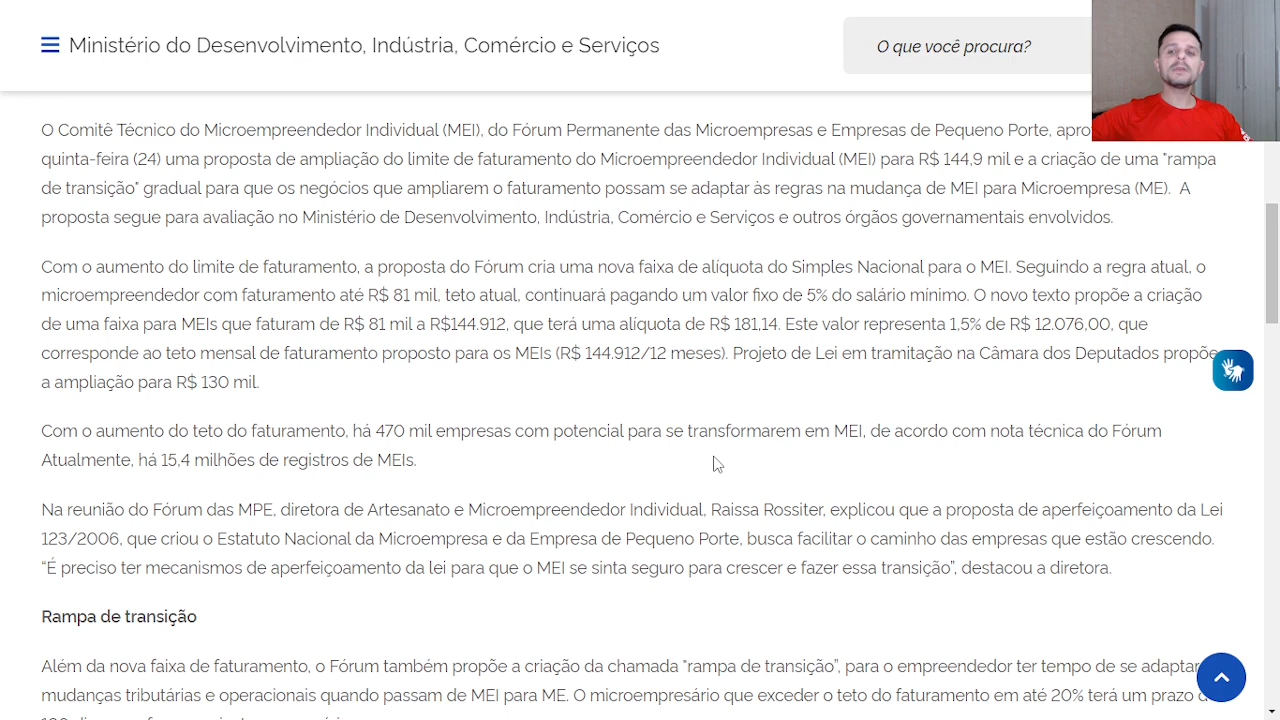 Ministério do Desenvolvimento, Indústria, Comércio e Serviços
O que você procura?
O Comitê Técnico do Microempreendedor Individual (MEI), do Fórum Permanente das Microempresas e Empresas de Pequeno Porte,
quinta-feira (24) uma proposta de ampliação do limite de faturamento do Microempreendedor Individual (MEI) para R$ 144,9 mil e a criação de uma "rampa
de transição" gradual para que os negócios que ampliarem o faturamento possam se adaptar às regras na mudança de MEI para Microempresa (ME). A
proposta segue para avaliação no Ministério de Desenvolvimento, Indústria, Comércio e Serviços e outros órgãos governamentais envolvidos.
Com o aumento do limite de faturamento, a proposta do Fórum cria uma nova faixa de alíquota do Simples Nacional para o MEI. Seguindo a regra atual, o
microempreendedor com faturamento até R$ 81 mil, teto atual, continuará pagando um valor fixo de 5% do salário mínimo. O novo texto propõe a criação
de uma faixa para MEIs que faturam de R$ 81 mil a R$144.912, que terá uma alíquota de R$ 181,14. Este valor representa 1,5% de R$ 12.076,00, que
corresponde ao teto mensal de faturamento proposto para os MEIs (R$ 144.912/12 meses). Projeto de Lei em tramitação na Câmara dos Deputados propõe
a ampliação para R$ 130 mil.
Com o aumento do teto do faturamento, há 470 mil empresas com potencial para se transformarem em MEI, de acordo com nota técnica do Fórum
Atualmente, há 15,4 milhões de registros de MEIs.
Na reunião do Fórum das MPE, diretora de Artesanato e Microempreendedor Individual, Raissa Rossiter, explicou que a proposta de aperfeiçoamento da Lei
123/2006, que criou o Estatuto Nacional da Microempresa e da Empresa de Pequeno Porte, busca facilitar o caminho das empresas que estão crescendo.
"É preciso ter mecanismos de aperfeiçoamento da lei para que o MEI se sinta seguro para crescer e fazer essa transição", destacou a diretora.
Rampa de transição
Além da nova faixa de faturamento, o Fórum também propõe a criação da chamada "rampa de transição", para o empreendedor ter tempo de se adaptar
mudanças tributárias e operacionais quando passam de MEI para ME. O microempresário que exceder o teto do faturamento em até 20% terá um prazo